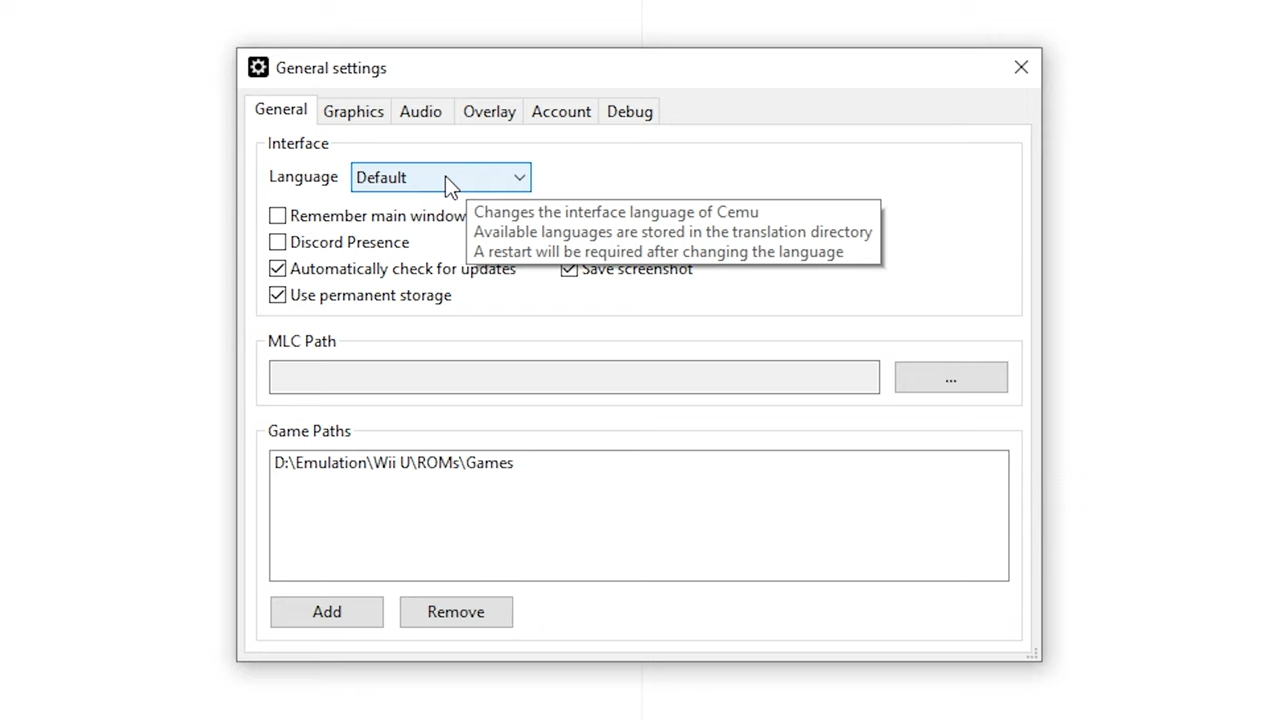 General settings
General Graphics Audio Overlay Account Debug
Interface
Language Default
Changes the interface language of Cemu
Available languages are stored in the translation directory
A restart will be required after changing the language
Remember main window
Discord Presence
Automatically check for updates Save screenshot
Use permanent storage
MLC Path
...
Game Paths
D:\Emulation\Wii U\ROMs\Games
Add Remove